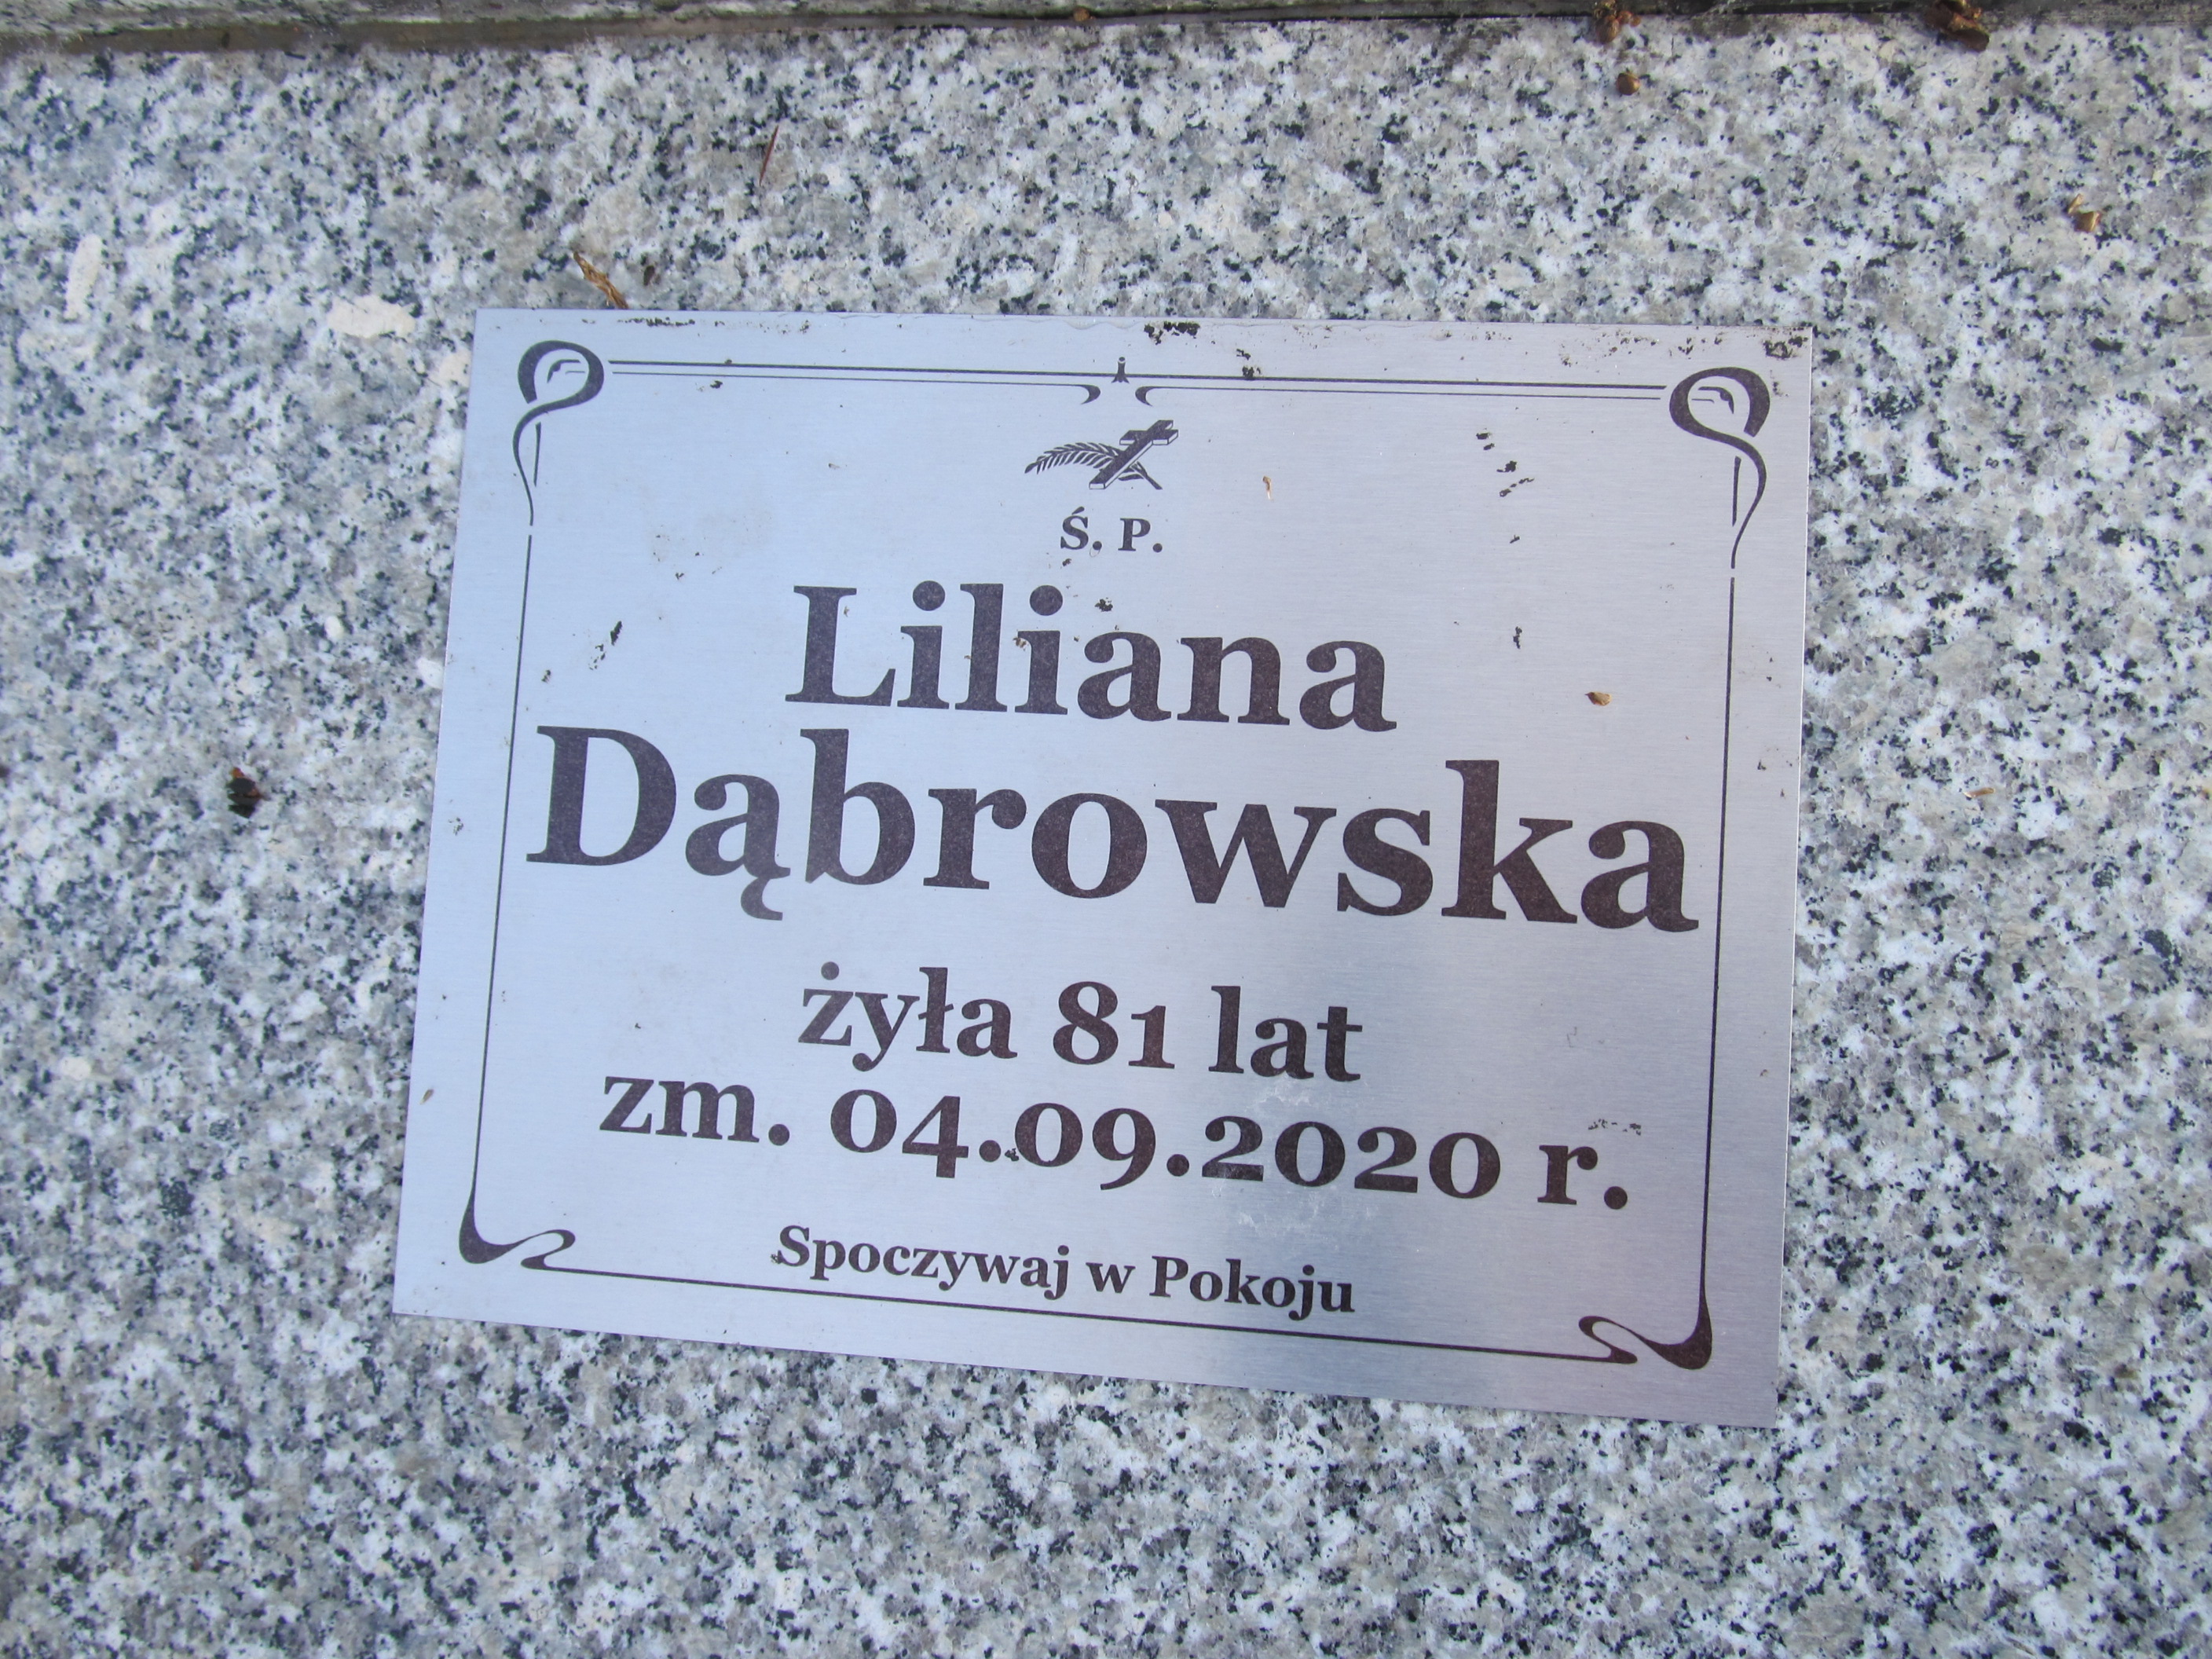 Ś. P.
Liliana
Dąbrowska
żyła 81 lat
zm. 04.09.2020 r.
Spoczywaj w Pokoju